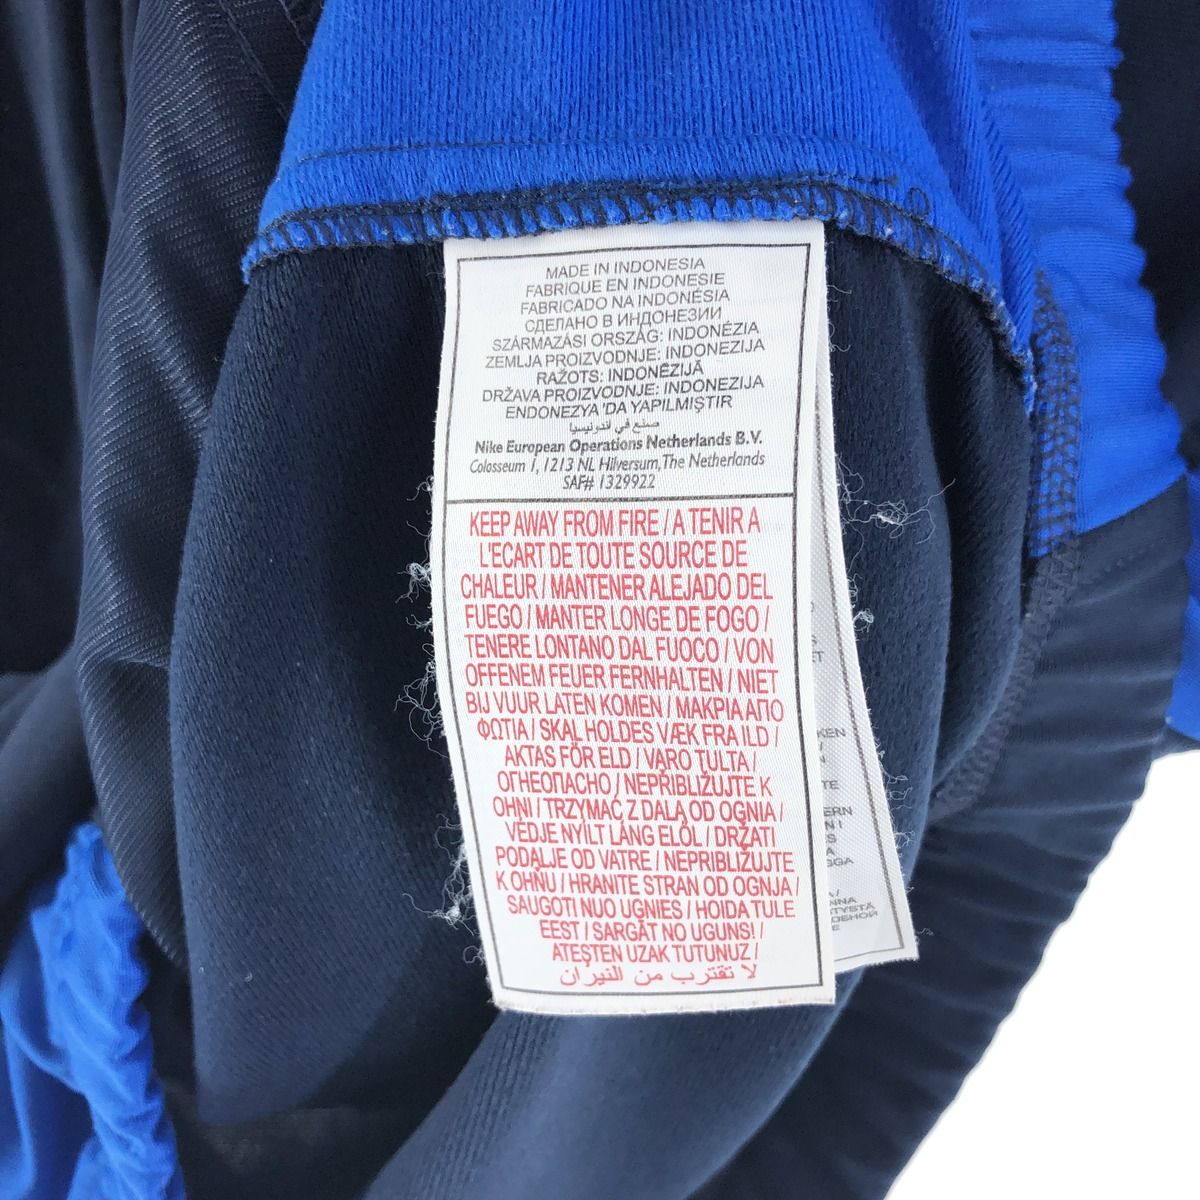 MADE IN INDONESIA
FABRIQUE EN INDONESIE
FABRICADO NA INDONÉSIA
СДЕЛАНО В ИНДОНЕЗИИ
SZÁRMAZÁSI ORSZÁG: INDONÉZIA
ZEMLJA PROIZVODNJE: INDONEZIJA
RAŽOTS: INDONĒZIJĀ
DRŽAVA PROIZVODNJE: INDONEZIJA
ENDONEZYA 'DA YAPILMIŞTIR
صنع في أندونيسيا
Nike European Operations Netherlands B.V.
Colosseum 1, 1213 NL Hilversum, The Netherlands
SAF# 1329922
KEEP AWAY FROM FIRE / A TENIR A
L'ECART DE TOUTE SOURCE DE
CHALEUR / MANTENER ALEJADO DEL
FUEGO / MANTER LONGE DE FOGO /
TENERE LONTANO DAL FUOCO / VON
OFFENEM FEUER FERNHALTEN / NIET
BIJ VUUR LATEN KOMEN / ΜΑΚΡΙΑ ΑΠΟ
ΦΩΤΙΑ / SKAL HOLDES VÆK FRA ILD /
AKTAS FÖR ELD / VARO TULTA /
ОГНЕОПАСНО / NEPŘIBLIŽUJTE K
OHNI / TRZYMAĆ Z DALA OD OGNIA /
VÉDJE NYÍLT LÁNG ELŐL / DRŽATI
PODALJE OD VATRE / NEPRIBLIŽUJTE
K OHŇU / HRANITE STRAN OD OGNJA /
SAUGOTI NUO UGNIES / HOIDA TULE
EEST / SARGĀT NO UGUNS! /
ATEŞTEN UZAK TUTUNUZ /
لا تقترب من النيران